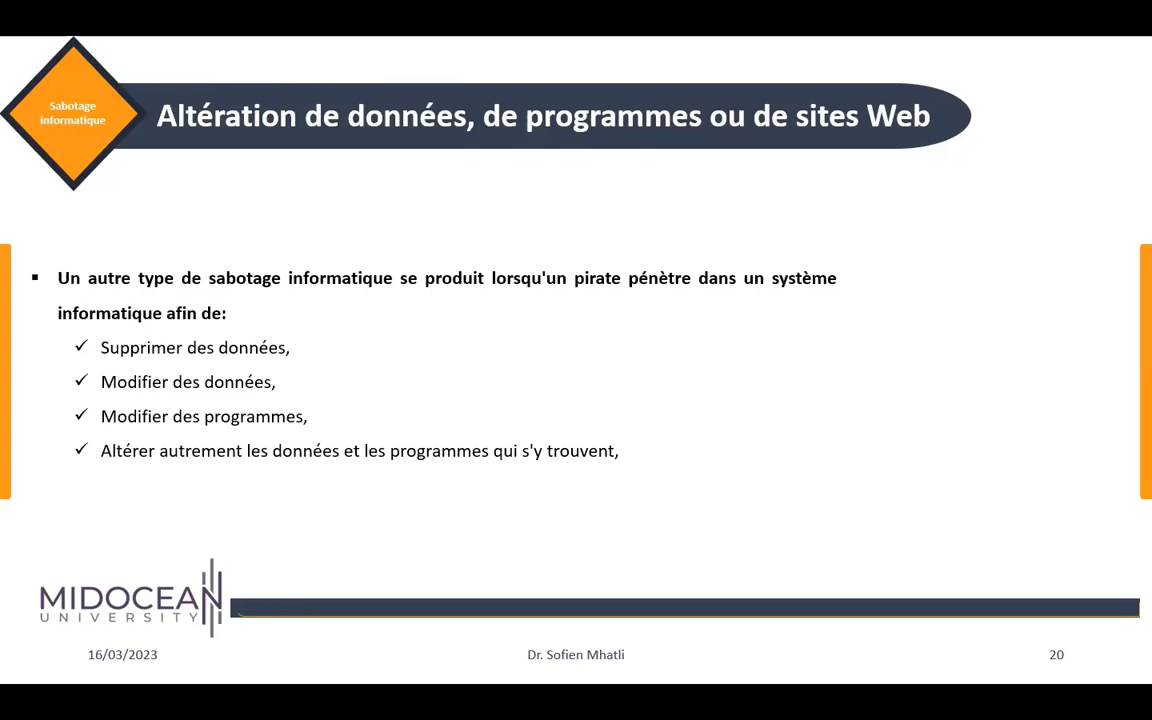 Sabotage
informatique
Altération de données, de programmes ou de sites Web
▪ Un autre type de sabotage informatique se produit lorsqu'un pirate pénètre dans un système
informatique afin de:
✓ Supprimer des données,
✓ Modifier des données,
✓ Modifier des programmes,
✓ Altérer autrement les données et les programmes qui s'y trouvent,
MIDOCEAN
UNIVERSITY
16/03/2023
Dr. Sofien Mhatli
20